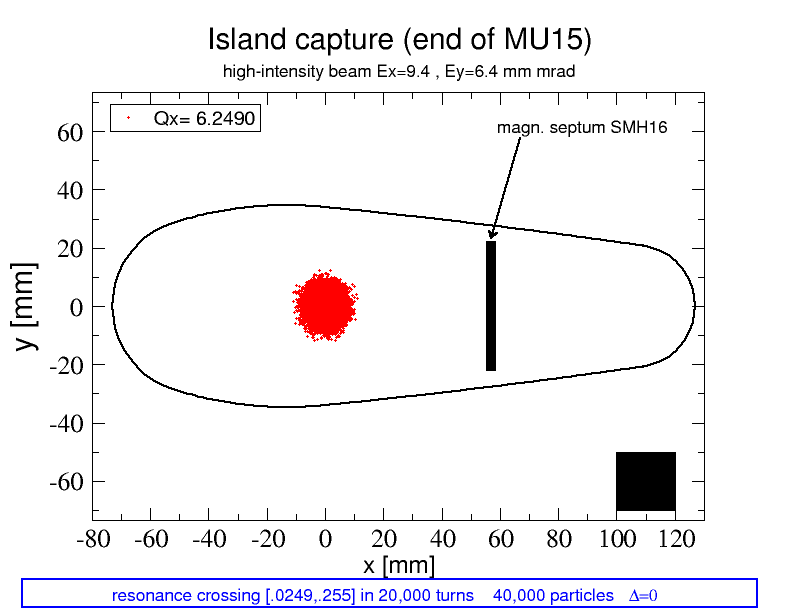 Island capture (end of MU15)
high-intensity beam Ex=9.4 , Ey=6.4 mm mrad
Qx= 6.2490
magn. septum SMH16
60
40
20
0
-20
-40
-60
y [mm]
-80 -60 -40 -20 0 20 40 60 80 100 120
x [mm]
resonance crossing [.0249,.255] in 20,000 turns 40,000 particles Δ=0